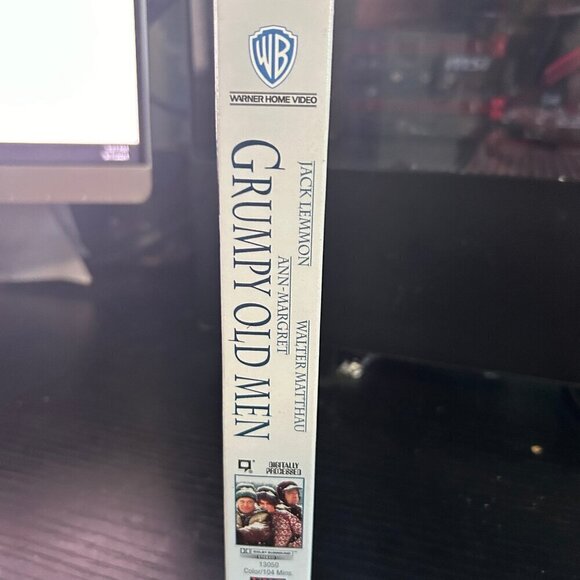 WB
WARNER HOME VIDEO
JACK LEMMON
WALTER MATTHAU
ANN-MARGRET
GRUMPY OLD MEN
DIGITALLY
PROCESSED
DOLBY SURROUND
STEREO
13050
Color/104 Mins.